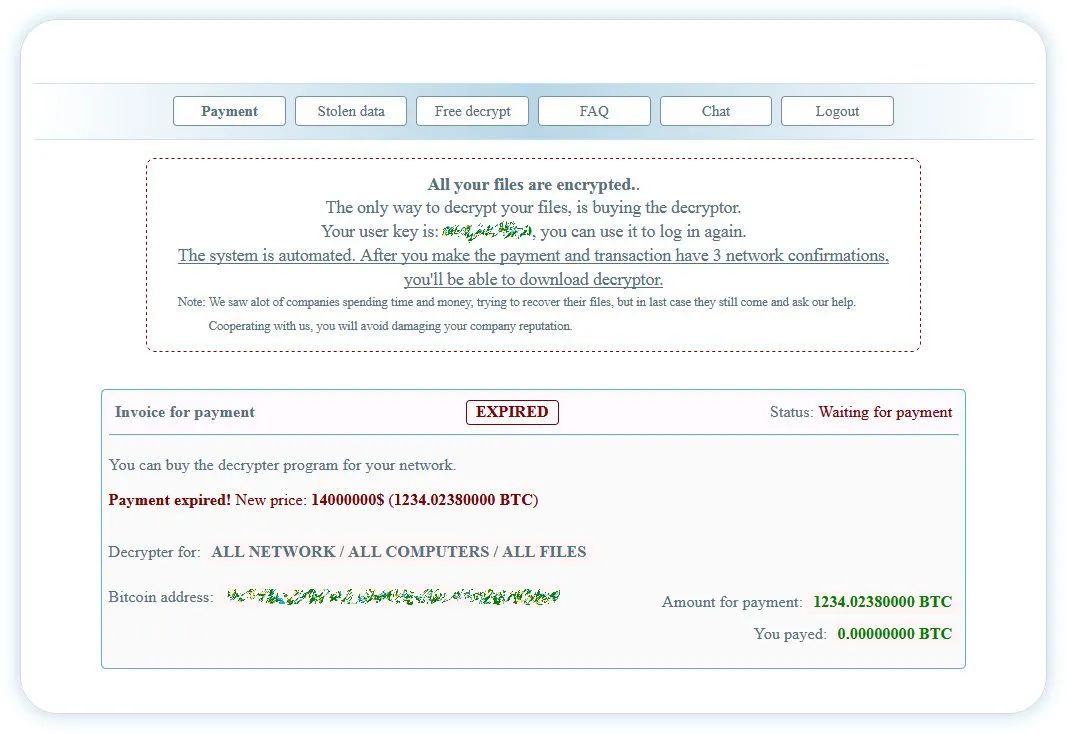 Payment Stolen data Free decrypt FAQ Chat Logout
All your files are encrypted..
The only way to decrypt your files, is buying the decryptor.
Your user key is: , you can use it to log in again.
The system is automated. After you make the payment and transaction have 3 network confirmations,
you'll be able to download decryptor.
Note: We saw alot of companies spending time and money, trying to recover their files, but in last case they still come and ask our help.
Cooperating with us, you will avoid damaging your company reputation.
Invoice for payment EXPIRED Status: Waiting for payment
You can buy the decrypter program for your network.
Payment expired! New price: 14000000$ (1234.02380000 BTC)
Decrypter for: ALL NETWORK / ALL COMPUTERS / ALL FILES
Bitcoin address:
Amount for payment: 1234.02380000 BTC
You payed: 0.00000000 BTC